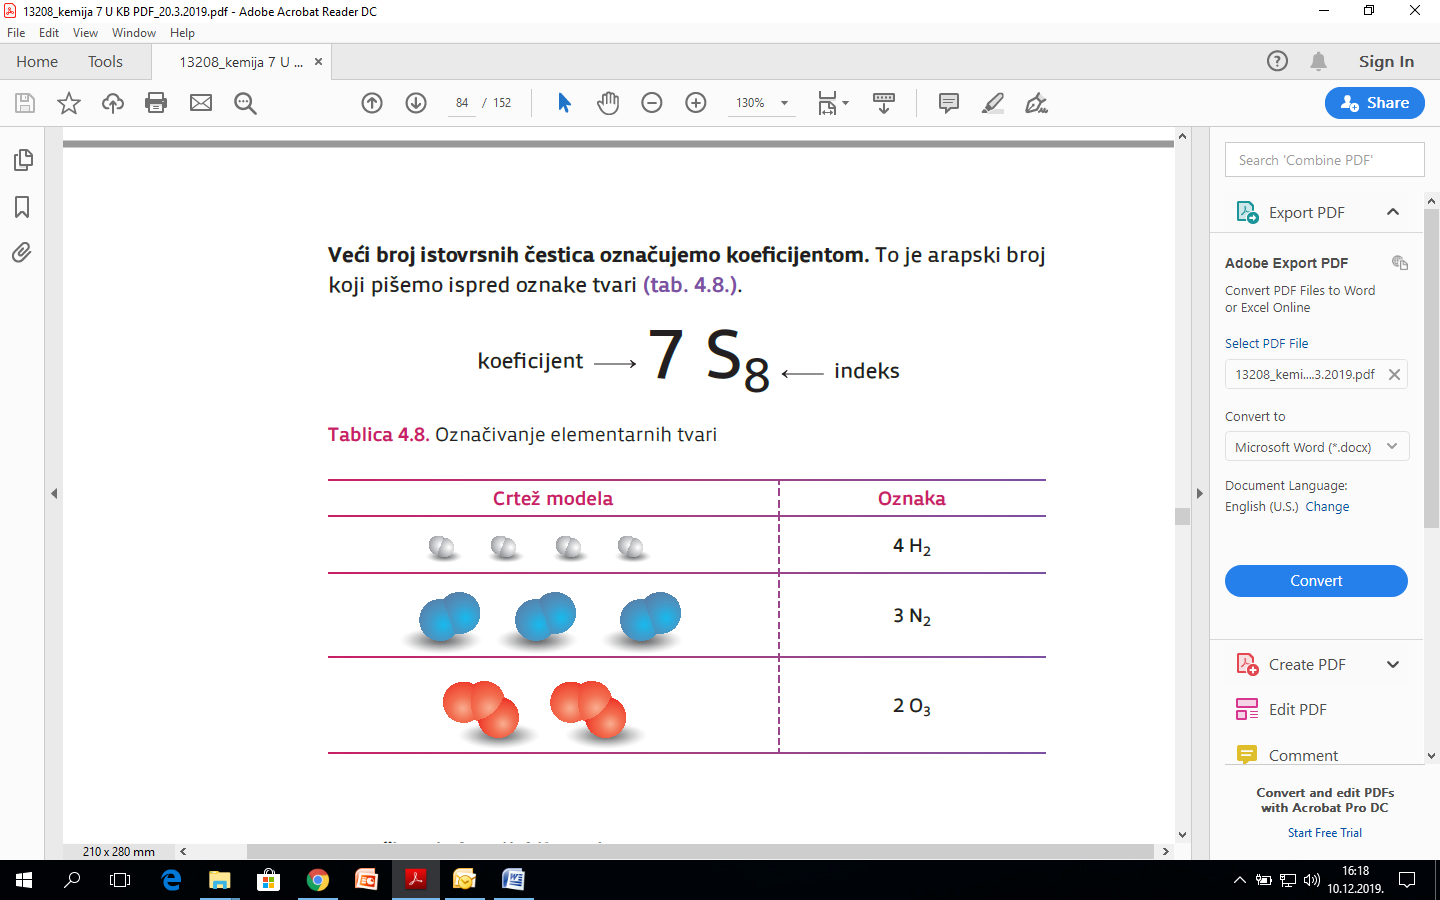 13208_kemija 7 U KB PDF_20.3.2019.pdf - Adobe Acrobat Reader DC
File Edit View Window Help
Home Tools 13208_kemija 7 U ... × Sign In
84 / 152 130% Share
Search 'Combine PDF'
Export PDF
Adobe Export PDF
Convert PDF Files to Word
or Excel Online
Select PDF File
13208_kemi....3.2019.pdf
Convert to
Microsoft Word (*.docx)
Document Language:
English (U.S.) Change
Convert
Create PDF
Edit PDF
Comment
Convert and edit PDFs
with Acrobat Pro DC
Start Free Trial
Veći broj istovrsnih čestica označujemo koeficijentom. To je arapski broj
koji pišemo ispred oznake tvari (tab. 4.8.).
koeficijent → 7 S₈ ← indeks
Tablica 4.8. Označivanje elementarnih tvari
Crtež modela Oznaka
4 H₂
3 N₂
2 O₃
210 x 280 mm
16:18
10.12.2019.